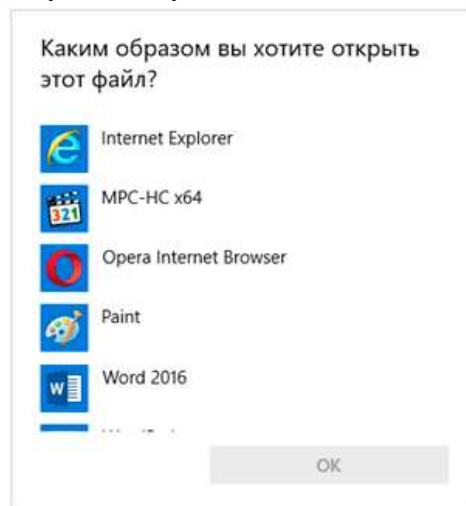 Каким образом вы хотите открыть
этот файл?
Internet Explorer
MPC-HC x64
321
Opera Internet Browser
Paint
W
Word 2016
OK